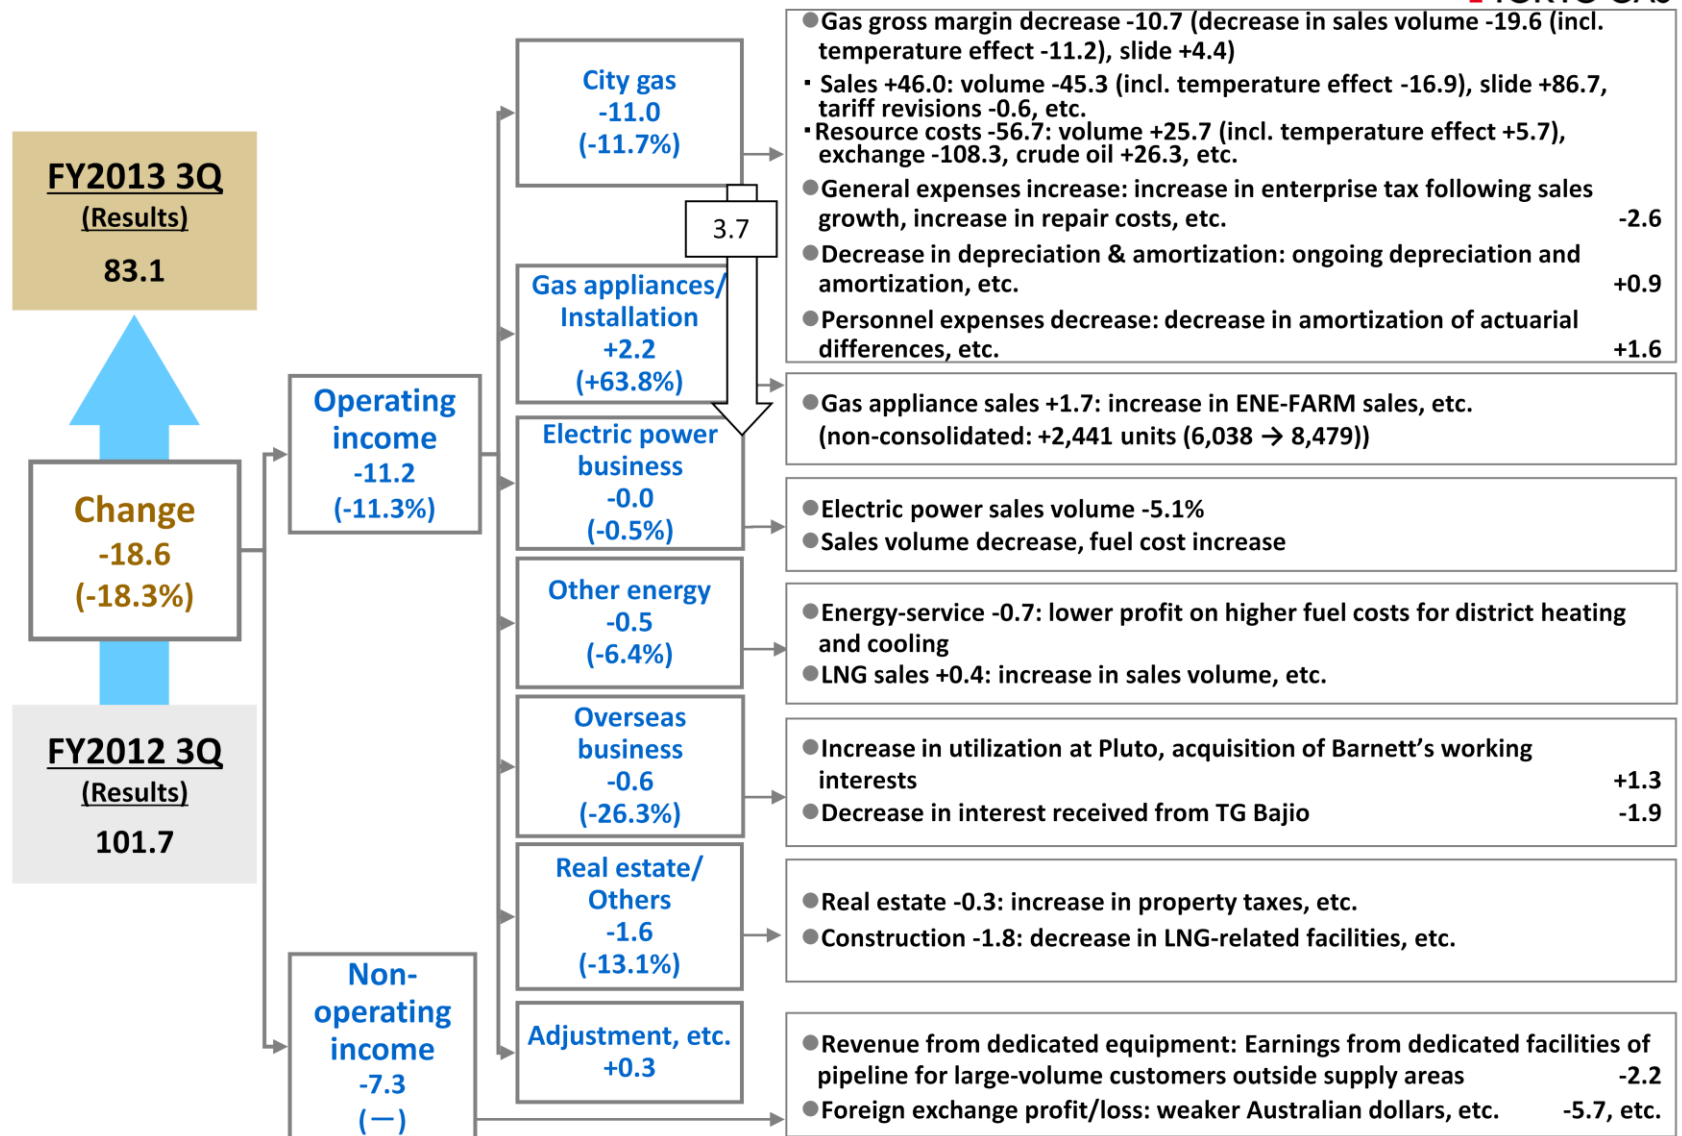 TOKYO GAS
FY2013 3Q
(Results)
83.1
Change
-18.6
(-18.3%)
FY2012 3Q
(Results)
101.7
Operating
income
-11.2
(-11.3%)
Non-
operating
income
-7.3
(—)
City gas
-11.0
(-11.7%)
3.7
Gas appliances/
Installation
+2.2
(+63.8%)
Electric power
business
-0.0
(-0.5%)
Other energy
-0.5
(-6.4%)
Overseas
business
-0.6
(-26.3%)
Real estate/
Others
-1.6
(-13.1%)
Adjustment, etc.
+0.3
●Gas gross margin decrease -10.7 (decrease in sales volume -19.6 (incl.
temperature effect -11.2), slide +4.4)
・Sales +46.0: volume -45.3 (incl. temperature effect -16.9), slide +86.7,
tariff revisions -0.6, etc.
・Resource costs -56.7: volume +25.7 (incl. temperature effect +5.7),
exchange -108.3, crude oil +26.3, etc.
●General expenses increase: increase in enterprise tax following sales
growth, increase in repair costs, etc. -2.6
●Decrease in depreciation & amortization: ongoing depreciation and
amortization, etc. +0.9
●Personnel expenses decrease: decrease in amortization of actuarial
differences, etc. +1.6
●Gas appliance sales +1.7: increase in ENE-FARM sales, etc.
(non-consolidated: +2,441 units (6,038 → 8,479))
●Electric power sales volume -5.1%
●Sales volume decrease, fuel cost increase
●Energy-service -0.7: lower profit on higher fuel costs for district heating
and cooling
●LNG sales +0.4: increase in sales volume, etc.
●Increase in utilization at Pluto, acquisition of Barnett’s working
interests +1.3
●Decrease in interest received from TG Bajio -1.9
●Real estate -0.3: increase in property taxes, etc.
●Construction -1.8: decrease in LNG-related facilities, etc.
●Revenue from dedicated equipment: Earnings from dedicated facilities of
pipeline for large-volume customers outside supply areas -2.2
●Foreign exchange profit/loss: weaker Australian dollars, etc. -5.7, etc.